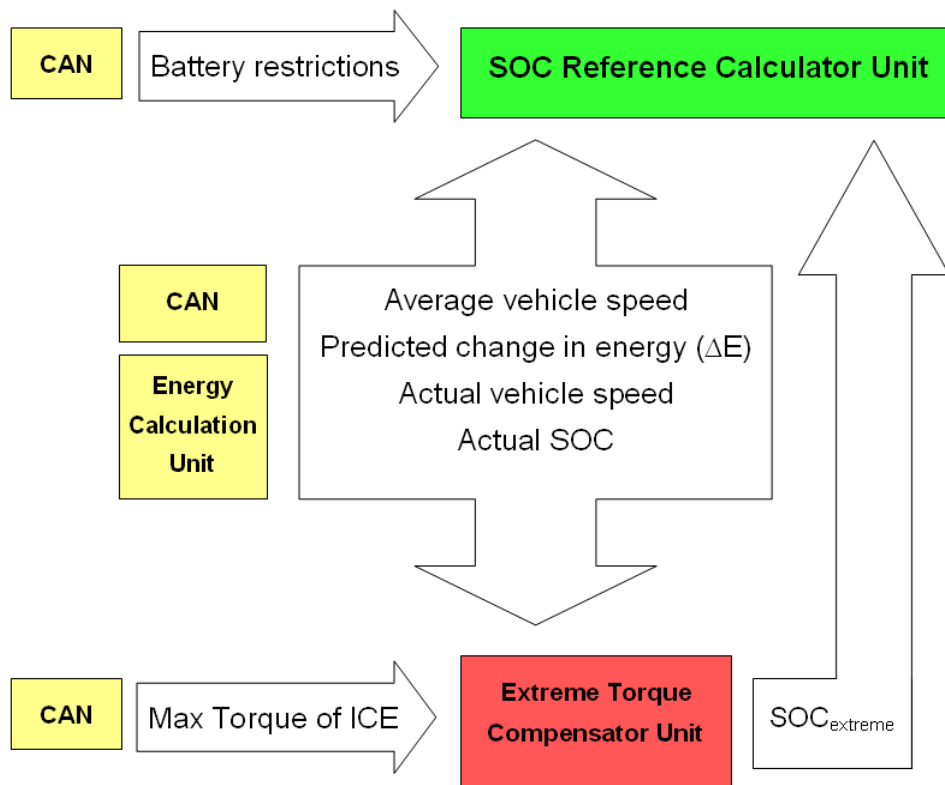 CAN
Battery restrictions
SOC Reference Calculator Unit
CAN
Energy
Calculation
Unit
Average vehicle speed
Predicted change in energy (ΔE)
Actual vehicle speed
Actual SOC
CAN
Max Torque of ICE
Extreme Torque
Compensator Unit
SOCextreme